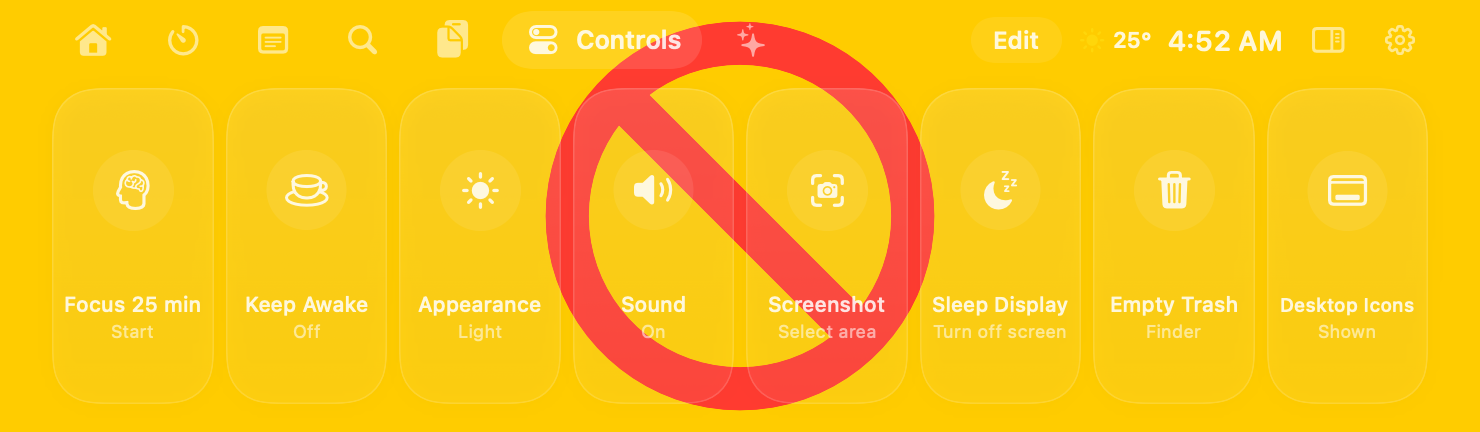 Controls
Edit
25°
4:52 AM
Focus 25 min
Start
Keep Awake
Off
Appearance
Light
Sound
On
Screenshot
Select area
Sleep Display
Turn off screen
Empty Trash
Finder
Desktop Icons
Shown